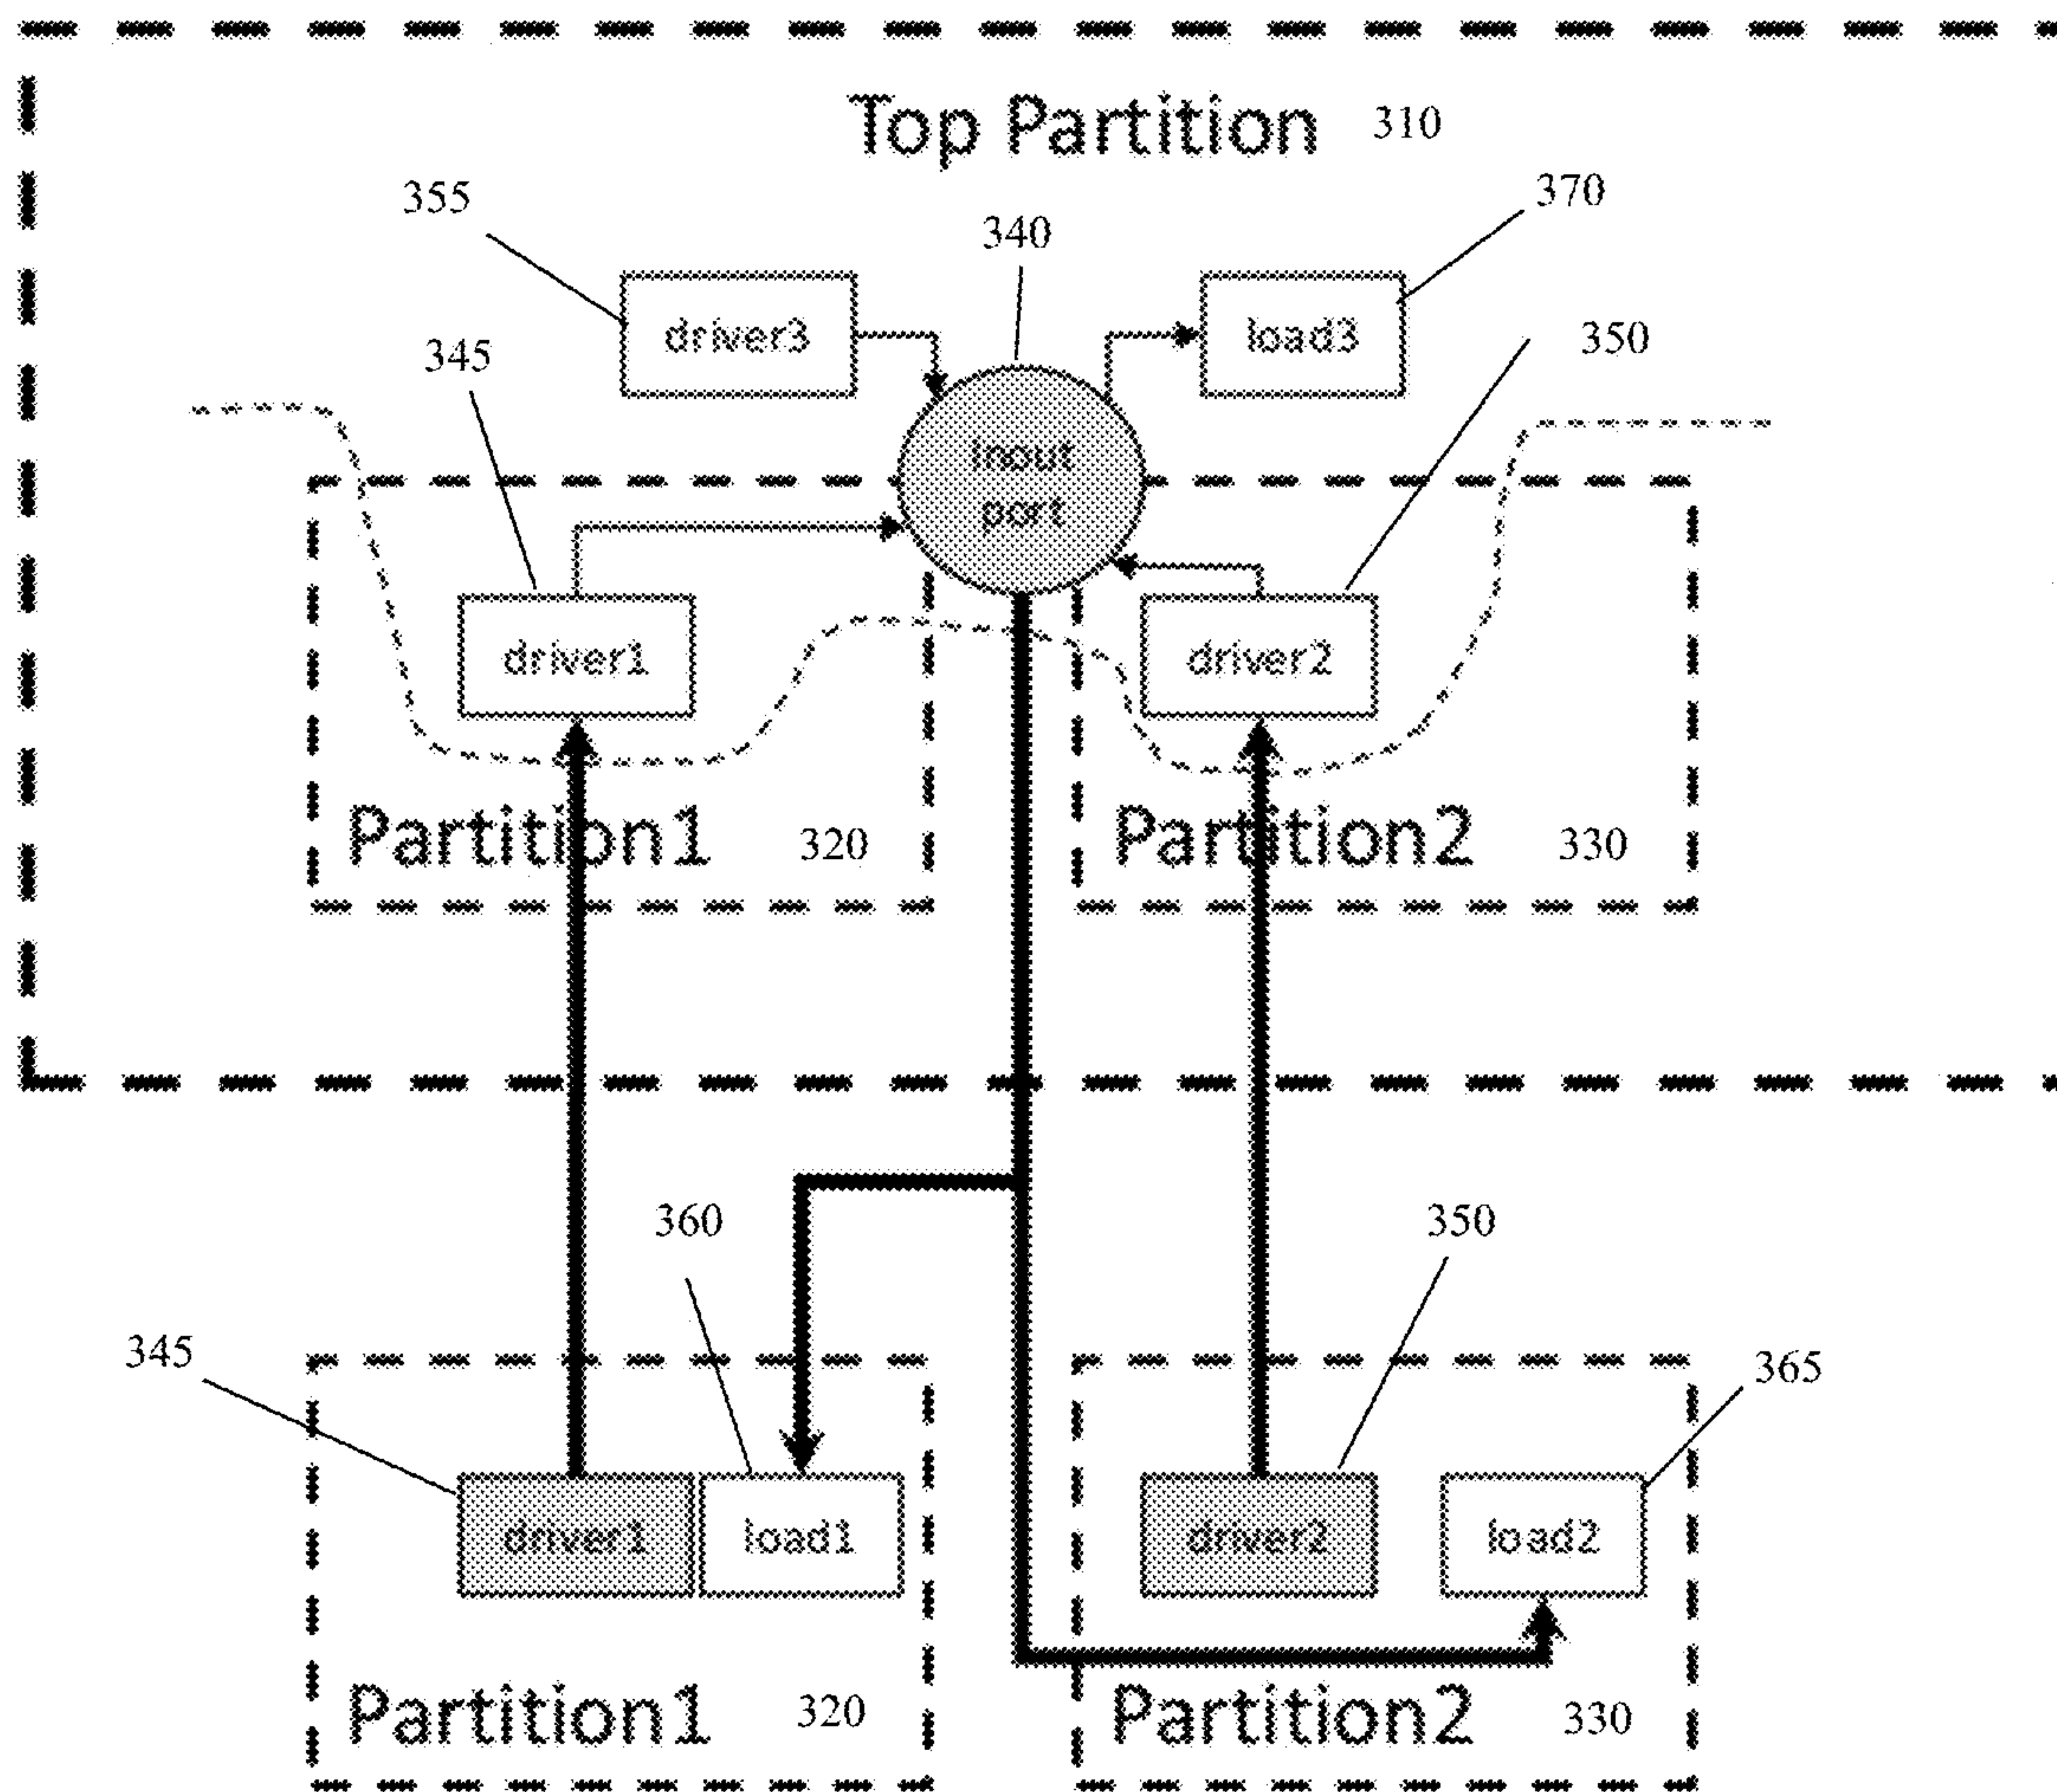 Top Partition 310
355
370
340
driver3
load3
345
350
inout
port
driver1
driver2
Partition1 320
Partition2 330
360
350
345
365
driver1
load1
driver2
load2
Partition1 320
Partition2 330